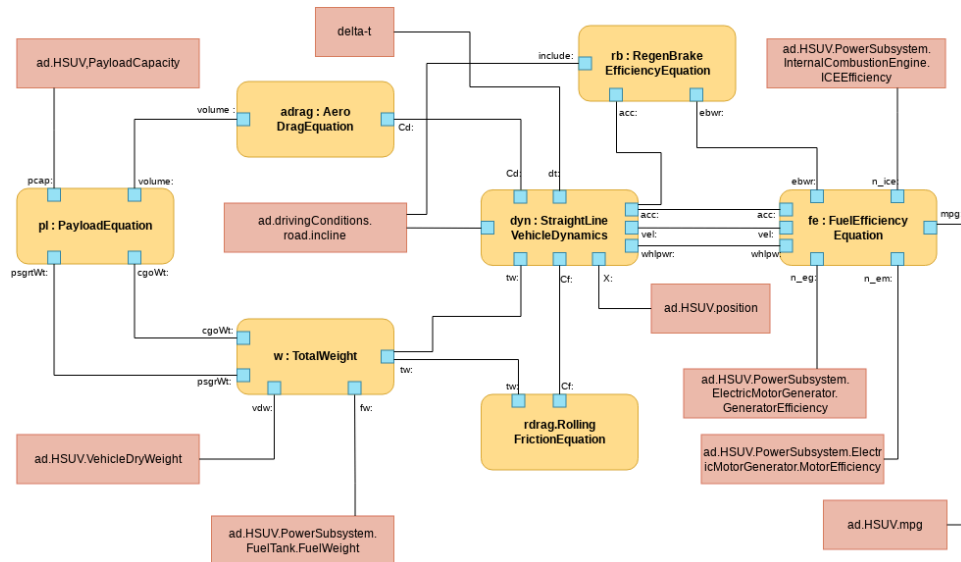 delta-t
ad.HSUV,PayloadCapacity
include:
rb : RegenBrake
EfficiencyEquation
ad.HSUV.PowerSubsystem.
InternalCombustionEngine.
ICEEfficiency
volume :
adrag : Aero
DragEquation
Cd:
acc:
ebwr:
pcap:
volume:
Cd:
dt:
ebwr:
n_ice:
pl : PayloadEquation
ad.drivingConditions.
road.incline
dyn : StraightLine
VehicleDynamics
acc:
vel:
whlpwr:
acc:
vel:
whlpw:
fe : FuelEfficiency
Equation
mpg
psgrtWt:
cgoWt:
tw:
Cf:
X:
n_eg:
n_em:
ad.HSUV.position
cgoWt:
w : TotalWeight
tw:
psgrWt:
vdw:
fw:
tw:
Cf:
rdrag.Rolling
FrictionEquation
ad.HSUV.PowerSubsystem.
ElectricMotorGenerator.
GeneratorEfficiency
ad.HSUV.VehicleDryWeight
ad.HSUV.PowerSubsystem.Electr
icMotorGenerator.MotorEfficiency
ad.HSUV.PowerSubsystem.
FuelTank.FuelWeight
ad.HSUV.mpg